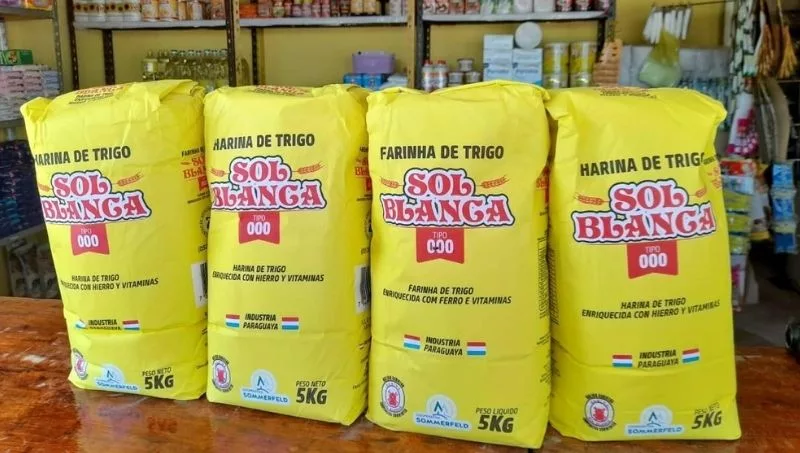 HARINA DE TRIGO
SOL
BLANCA
TIPO
000
HARINA DE TRIGO
ENRIQUECIDA CON HIERRO Y VITAMINAS
INDUSTRIA
PARAGUAYA
SOMMERFELD
PESO NETO
5KG
HARINA DE TRIGO
SOL
BLANCA
TIPO
000
HARINA DE TRIGO
ENRIQUECIDA CON HIERRO Y VITAMINAS
INDUSTRIA
PARAGUAYA
SOMMERFELD
PESO NETO
5KG
FARINHA DE TRIGO
SOL
BLANCA
TIPO
000
FARINHA DE TRIGO
ENRIQUECIDA COM FERRO E VITAMINAS
INDUSTRIA
PARAGUAYA
SOMMERFELD
PESO LIQUIDO
5KG
HARINA DE TRIGO
SOL
BLANCA
TIPO
000
HARINA DE TRIGO
ENRIQUECIDA CON HIERRO Y VITAMINAS
INDUSTRIA
PARAGUAYA
SOMMERFELD
PESO NETO
5KG